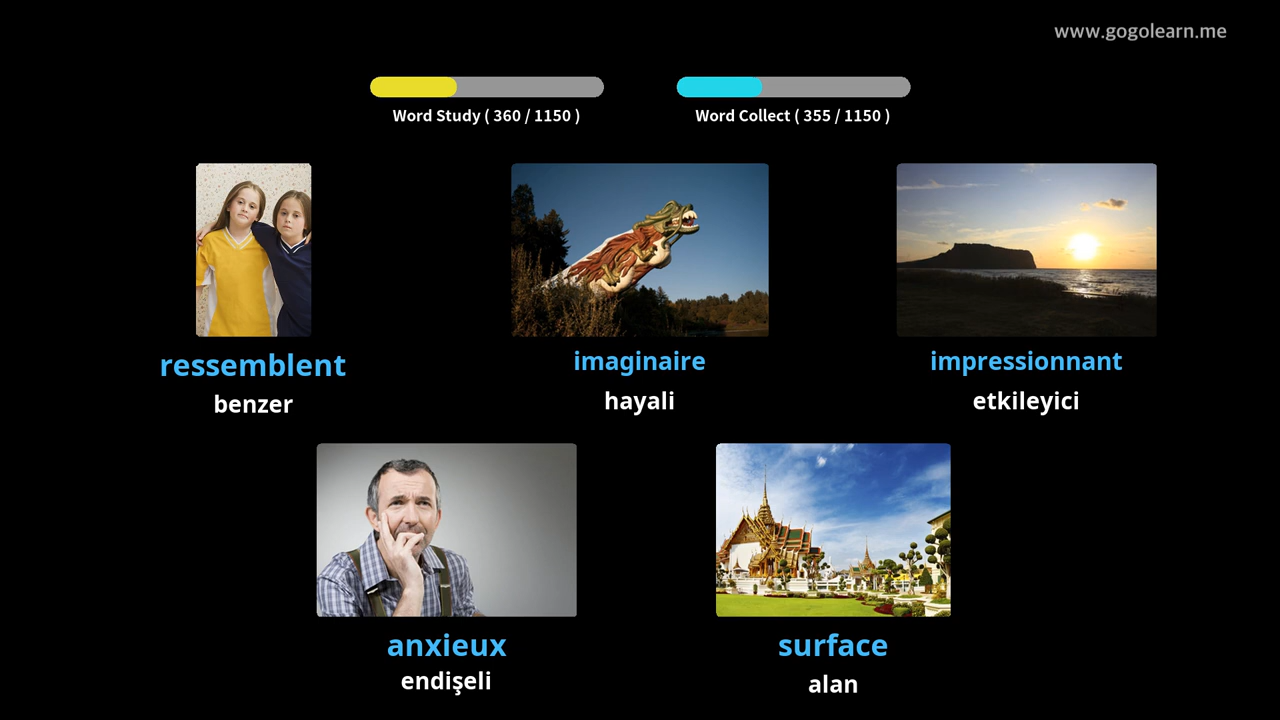 www.gogolearn.me
Word Study ( 360 / 1150 )
Word Collect ( 355 / 1150 )
ressemblent
benzer
imaginaire
hayali
impressionnant
etkileyici
anxieux
endişeli
surface
alan